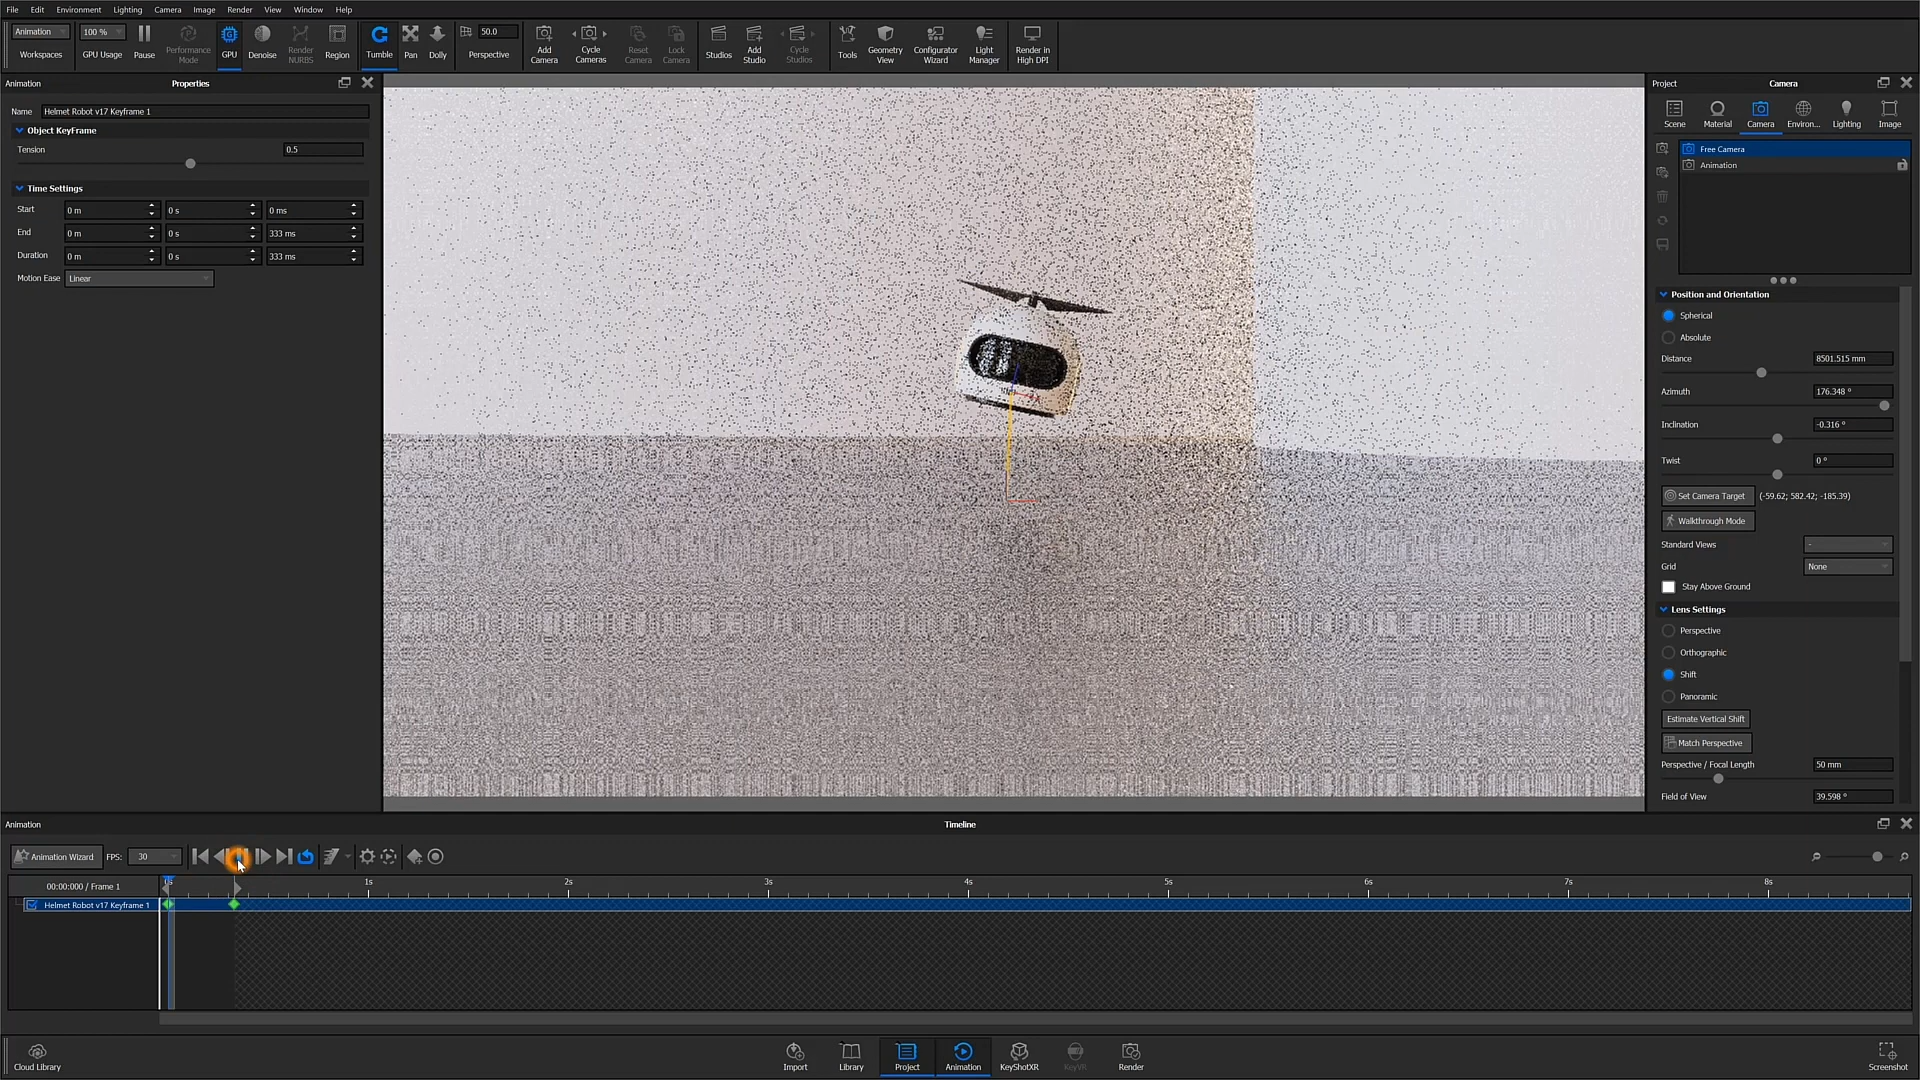 File Edit Environment Lighting Camera Image Render View Window Help
Animation 100 % 50.0
Workspaces GPU Usage Pause Performance Mode GPU Denoise Render NURBS Region Tumble Pan Dolly Perspective Add Camera Cycle Cameras Reset Camera Lock Camera Studios Add Studio Cycle Studios Tools Geometry View Configurator Wizard Light Manager Render in High DPI
Animation Properties
Name Helmet Robot v17 Keyframe 1
Object KeyFrame
Tension 0.5
Time Settings
Start 0 m 0 s 0 ms
End 0 m 0 s 333 ms
Duration 0 m 0 s 333 ms
Motion Ease Linear
Project Camera
Scene Material Camera Environ... Lighting Image
Free Camera
Animation
Position and Orientation
Spherical
Absolute
Distance 8501.515 mm
Azimuth 176.348 °
Inclination -0.316 °
Twist 0 °
Set Camera Target (-59.62; 582.42; -185.39)
Walkthrough Mode
Standard Views -
Grid None
Stay Above Ground
Lens Settings
Perspective
Orthographic
Shift
Panoramic
Estimate Vertical Shift
Match Perspective
Perspective / Focal Length 50 mm
Field of View 39.598 °
Animation Timeline
Animation Wizard FPS: 30
00:00:000 / Frame 1 0s 1s 2s 3s 4s 5s 6s 7s 8s
Helmet Robot v17 Keyframe 1
Cloud Library Import Library Project Animation KeyShotXR KeyVR Render Screenshot